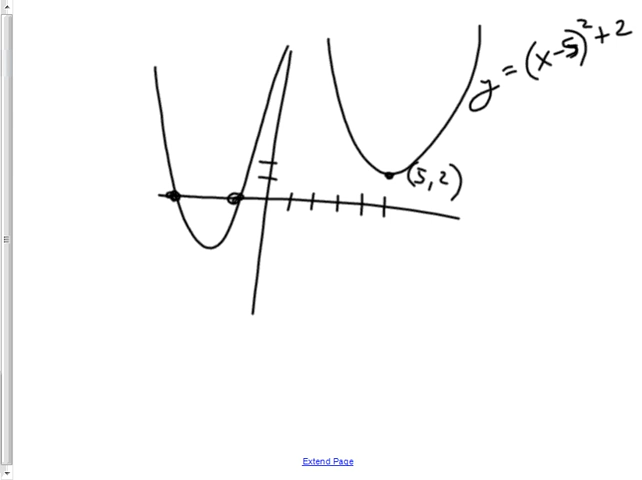 y = (x-5)² + 2
(5, 2)
Extend Page